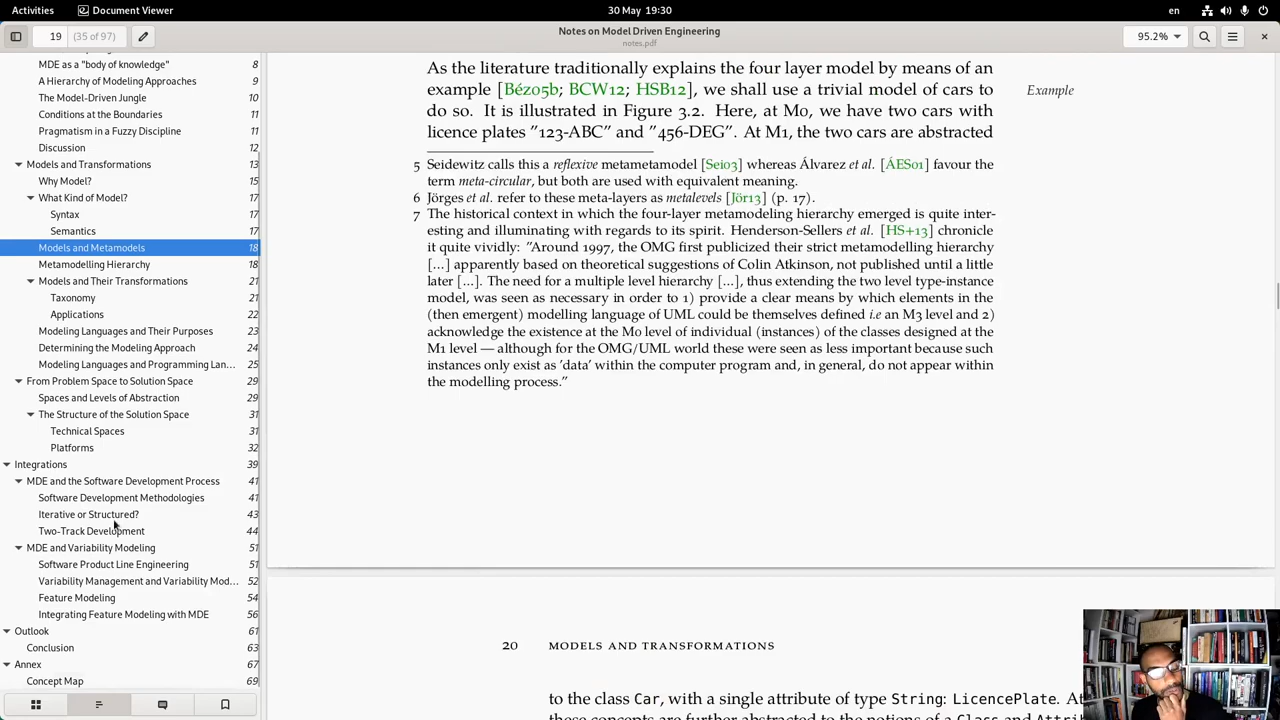 Activities
Document Viewer
30 May 19:30
en
19
(35 of 97)
Notes on Model Driven Engineering
notes.pdf
95.2%
MDE as a "body of knowledge" 8
A Hierarchy of Modeling Approaches 9
The Model-Driven Jungle 10
Conditions at the Boundaries 11
Pragmatism in a Fuzzy Discipline 11
Discussion 12
Models and Transformations 13
Why Model? 15
What Kind of Model? 17
Syntax 17
Semantics 17
Models and Metamodels 18
Metamodelling Hierarchy 18
Models and Their Transformations 21
Taxonomy 21
Applications 22
Modeling Languages and Their Purposes 23
Determining the Modeling Approach 24
Modeling Languages and Programming Lan... 25
From Problem Space to Solution Space 29
Spaces and Levels of Abstraction 29
The Structure of the Solution Space 31
Technical Spaces 31
Platforms 32
Integrations 39
MDE and the Software Development Process 41
Software Development Methodologies 41
Iterative or Structured? 43
Two-Track Development 44
MDE and Variability Modeling 51
Software Product Line Engineering 51
Variability Management and Variability Mod... 52
Feature Modeling 54
Integrating Feature Modeling with MDE 56
Outlook 61
Conclusion 63
Annex 67
Concept Map 69
As the literature traditionally explains the four layer model by means of an
example [Béz05b; BCW12; HSB12], we shall use a trivial model of cars to
do so. It is illustrated in Figure 3.2. Here, at M0, we have two cars with
licence plates ”123-ABC” and ”456-DEG”. At M1, the two cars are abstracted
Example
5 Seidewitz calls this a reflexive metametamodel [Sei03] whereas Álvarez et al. [ÁES01] favour the
term meta-circular, but both are used with equivalent meaning.
6 Jörges et al. refer to these meta-layers as metalevels [Jör13] (p. 17).
7 The historical context in which the four-layer metamodeling hierarchy emerged is quite inter-
esting and illuminating with regards to its spirit. Henderson-Sellers et al. [HS+13] chronicle
it quite vividly: ”Around 1997, the OMG first publicized their strict metamodelling hierarchy
[...] apparently based on theoretical suggestions of Colin Atkinson, not published until a little
later [...]. The need for a multiple level hierarchy [...], thus extending the two level type-instance
model, was seen as necessary in order to 1) provide a clear means by which elements in the
(then emergent) modelling language of UML could be themselves defined i.e an M3 level and 2)
acknowledge the existence at the M0 level of individual (instances) of the classes designed at the
M1 level — although for the OMG/UML world these were seen as less important because such
instances only exist as 'data' within the computer program and, in general, do not appear within
the modelling process.”
20 MODELS AND TRANSFORMATIONS
to the class Car, with a single attribute of type String: LicencePlate. At
these concepts are further abstracted to the notions of a Class and